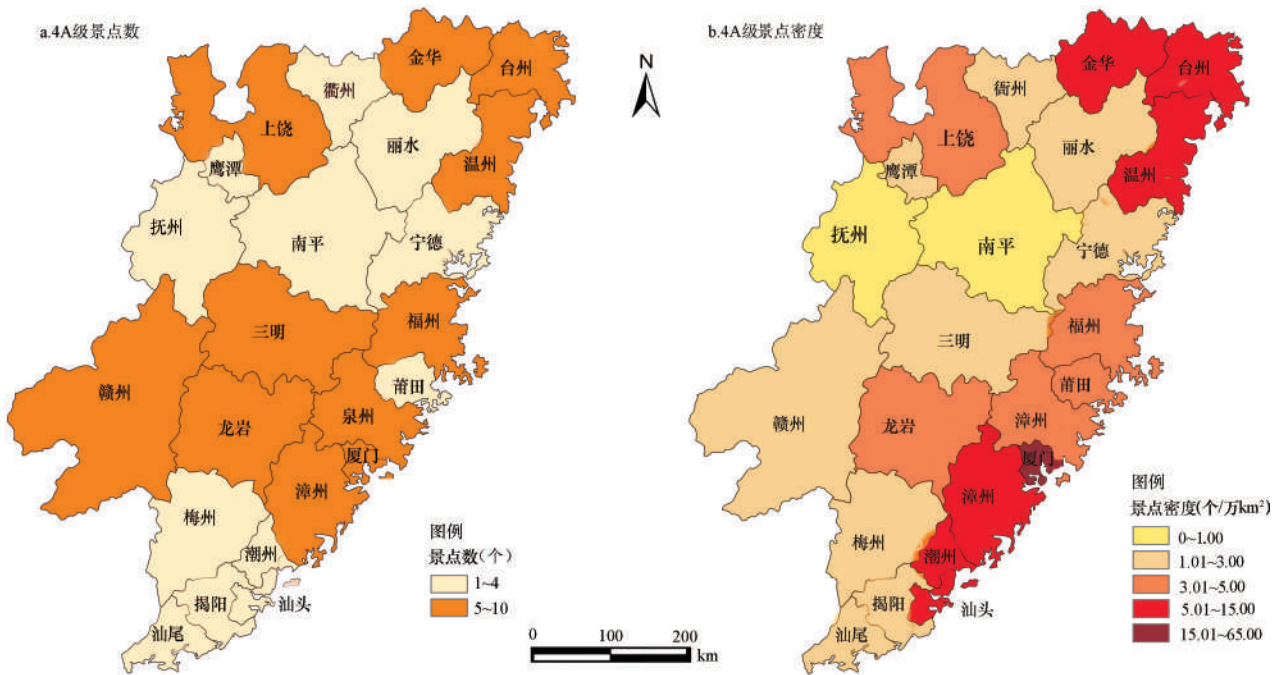 a.4A级景点数
金华
台州
衢州
上饶
丽水
温州
鹰潭
抚州
南平
宁德
三明
福州
莆田
赣州
龙岩
泉州
厦门
漳州
梅州
潮州
揭阳
汕头
汕尾
图例
景点数(个)
1~4
5~10
N
0 100 200
km
b.4A级景点密度
金华
台州
衢州
上饶
丽水
温州
鹰潭
抚州
南平
宁德
三明
福州
莆田
赣州
龙岩
漳州
厦门
漳州
梅州
潮州
揭阳
汕头
汕尾
图例
景点密度(个/万km²)
0~1.00
1.01~3.00
3.01~5.00
5.01~15.00
15.01~65.00